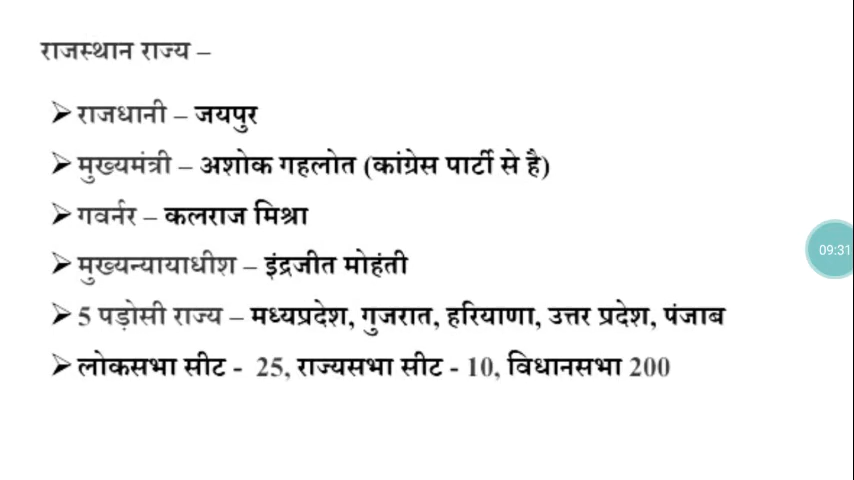 राजस्थान राज्य –
➤राजधानी – जयपुर
➤मुख्यमंत्री – अशोक गहलोत (कांग्रेस पार्टी से है)
➤गवर्नर – कलराज मिश्रा
➤मुख्यन्यायाधीश – इंद्रजीत मोहंती
09:31
➤5 पड़ोसी राज्य – मध्यप्रदेश, गुजरात, हरियाणा, उत्तर प्रदेश, पंजाब
➤लोकसभा सीट - 25, राज्यसभा सीट - 10, विधानसभा 200